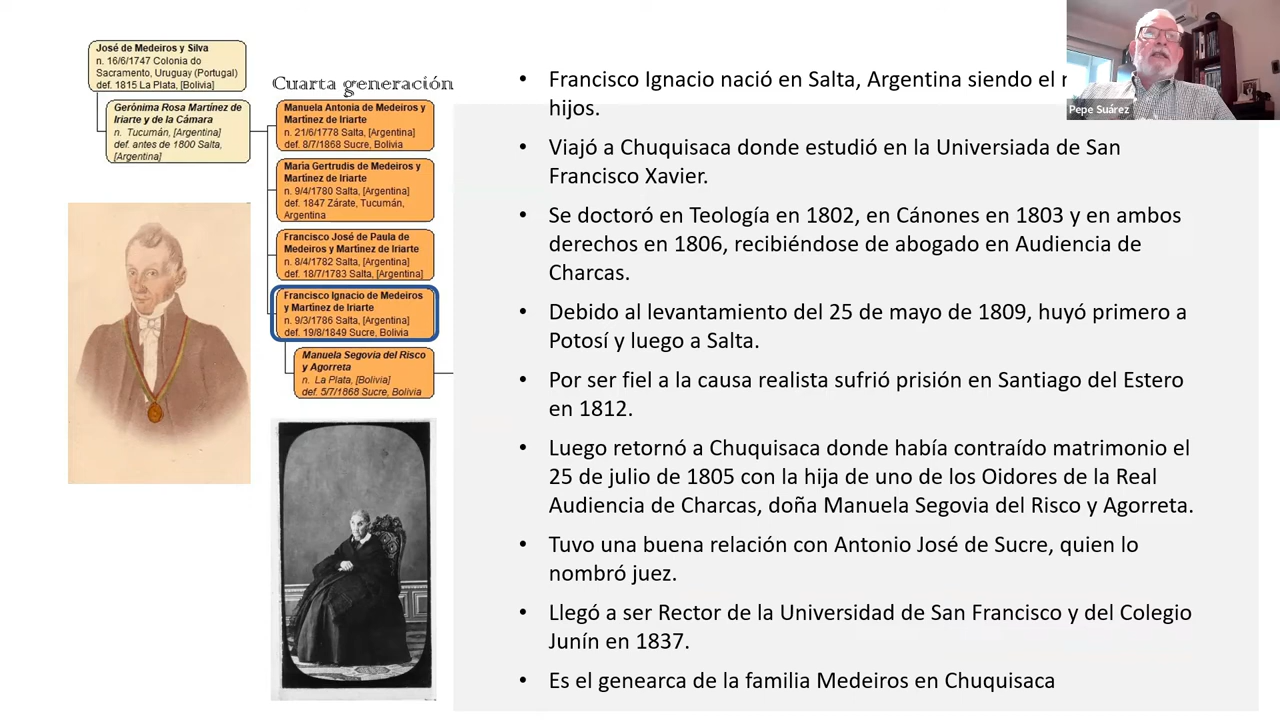 José de Medeiros y Silva
n. 16/6/1747 Colonia do
Sacramento, Uruguay (Portugal)
def. 1815 La Plata, [Bolivia]
Gerónima Rosa Martínez de
Iriarte y de la Cámara
n. Tucumán, [Argentina]
def. antes de 1800 Salta,
[Argentina]
Cuarta generación
Manuela Antonia de Medeiros y
Martínez de Iriarte
n. 21/6/1778 Salta, [Argentina]
def. 8/7/1868 Sucre, Bolivia
María Gertrudis de Medeiros y
Martínez de Iriarte
n. 9/4/1780 Salta, [Argentina]
def. 1847 Zárate, Tucumán,
Argentina
Francisco José de Paula de
Medeiros y Martínez de Iriarte
n. 8/4/1782 Salta, [Argentina]
def. 18/7/1783 Salta, [Argentina]
Francisco Ignacio de Medeiros
y Martínez de Iriarte
n. 9/3/1786 Salta, [Argentina]
def. 19/8/1849 Sucre, Bolivia
Manuela Segovia del Risco
y Agorreta
n. La Plata, [Bolivia]
def. 5/7/1868 Sucre, Bolivia
• Francisco Ignacio nació en Salta, Argentina siendo el
hijos.
• Viajó a Chuquisaca donde estudió en la Universiada de San
Francisco Xavier.
• Se doctoró en Teología en 1802, en Cánones en 1803 y en ambos
derechos en 1806, recibiéndose de abogado en Audiencia de
Charcas.
• Debido al levantamiento del 25 de mayo de 1809, huyó primero a
Potosí y luego a Salta.
• Por ser fiel a la causa realista sufrió prisión en Santiago del Estero
en 1812.
• Luego retornó a Chuquisaca donde había contraído matrimonio el
25 de julio de 1805 con la hija de uno de los Oidores de la Real
Audiencia de Charcas, doña Manuela Segovia del Risco y Agorreta.
• Tuvo una buena relación con Antonio José de Sucre, quien lo
nombró juez.
• Llegó a ser Rector de la Universidad de San Francisco y del Colegio
Junín en 1837.
• Es el genearca de la familia Medeiros en Chuquisaca
Pepe Suárez